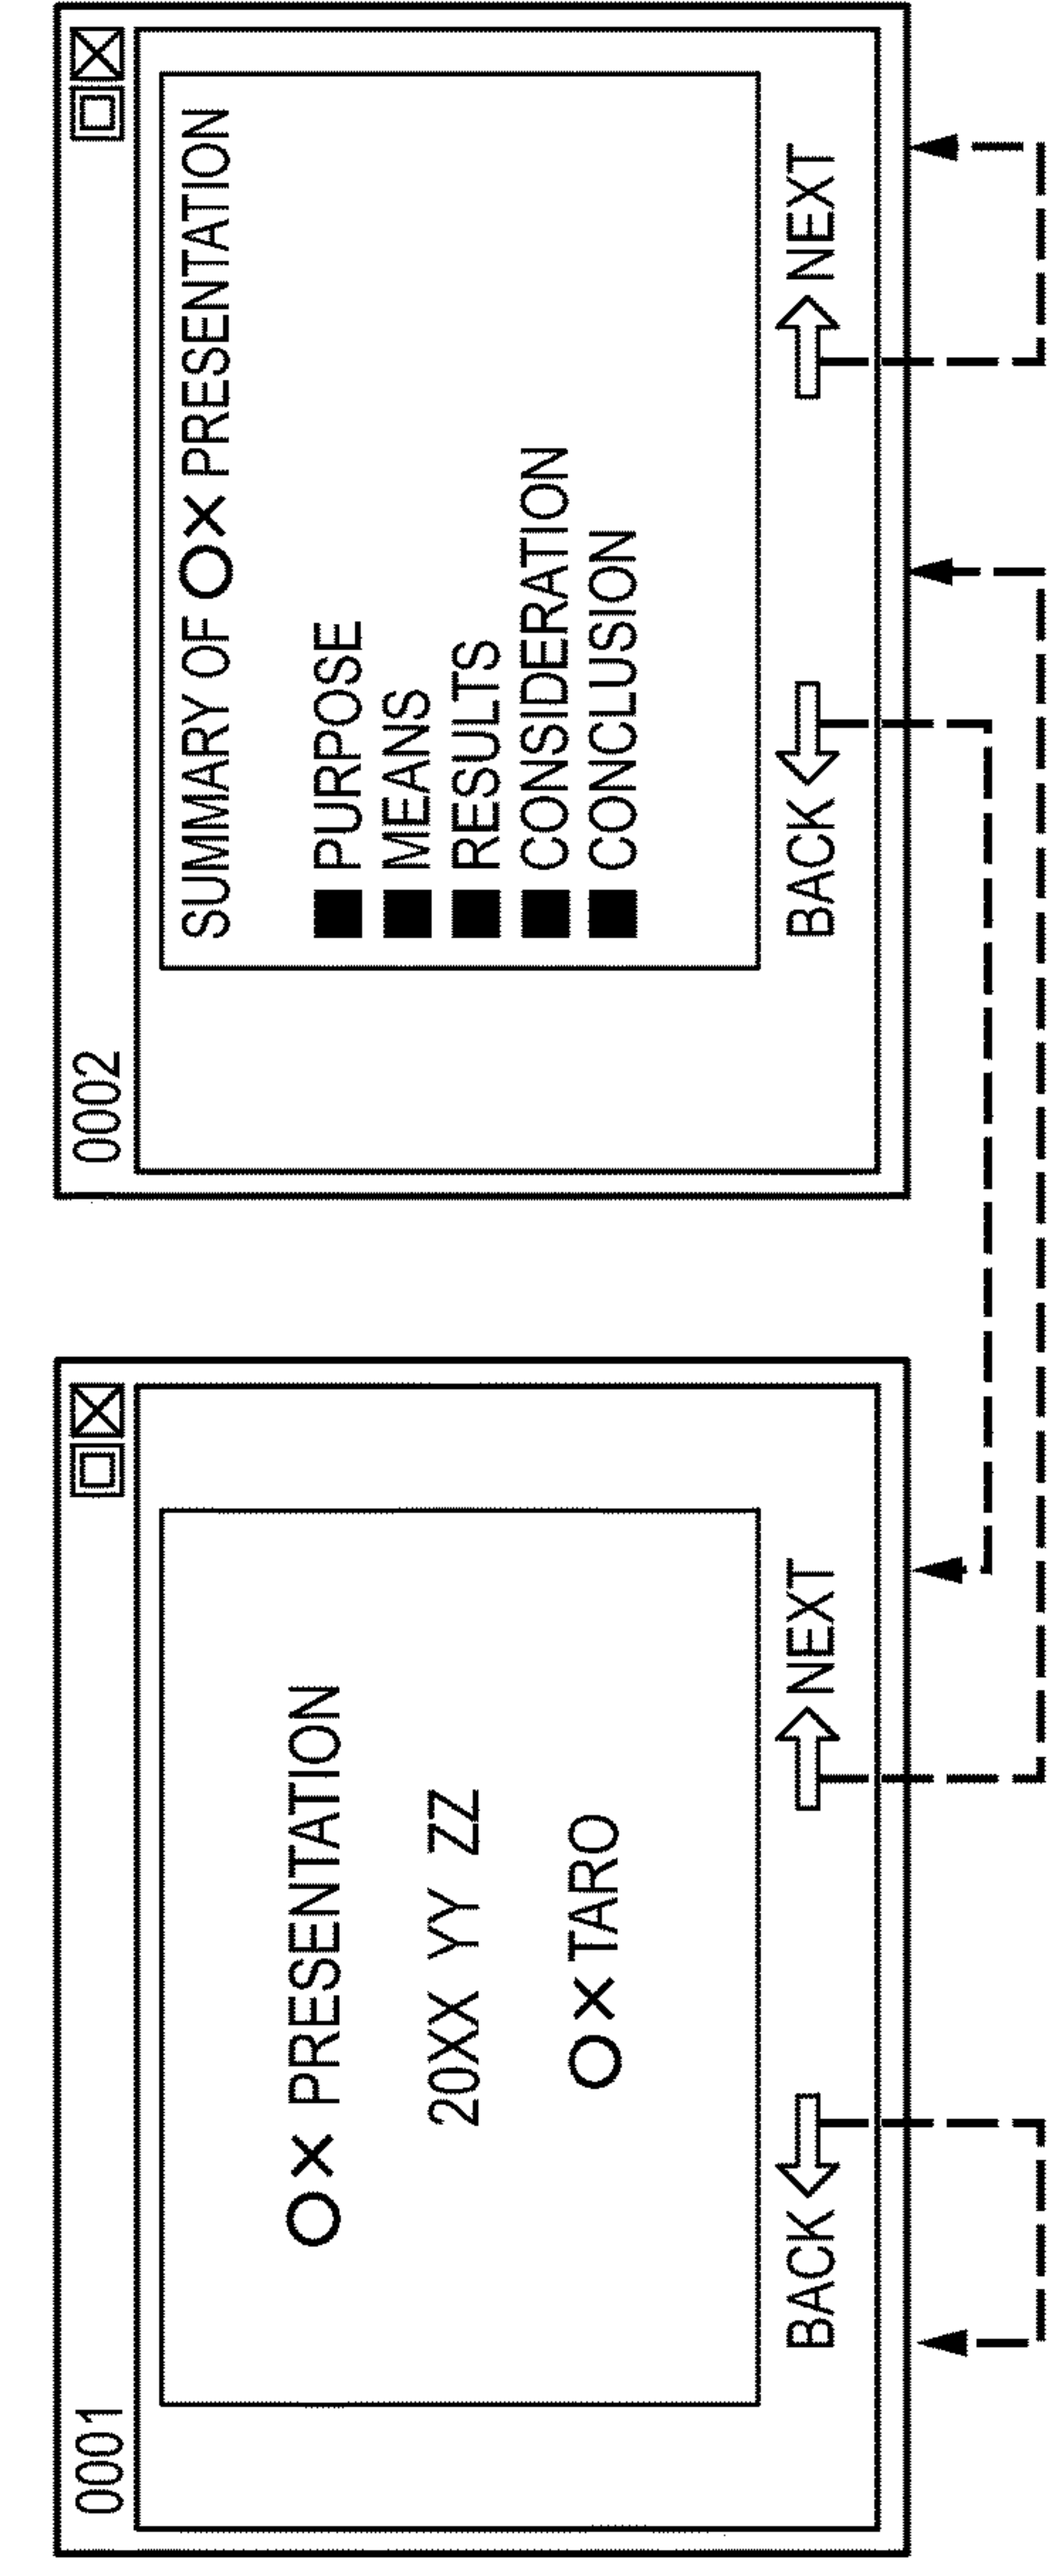 0001
○× PRESENTATION
20XX YY ZZ
○× TARO
BACK
NEXT
0002
SUMMARY OF ○× PRESENTATION
■ PURPOSE
■ MEANS
■ RESULTS
■ CONSIDERATION
■ CONCLUSION
BACK
NEXT